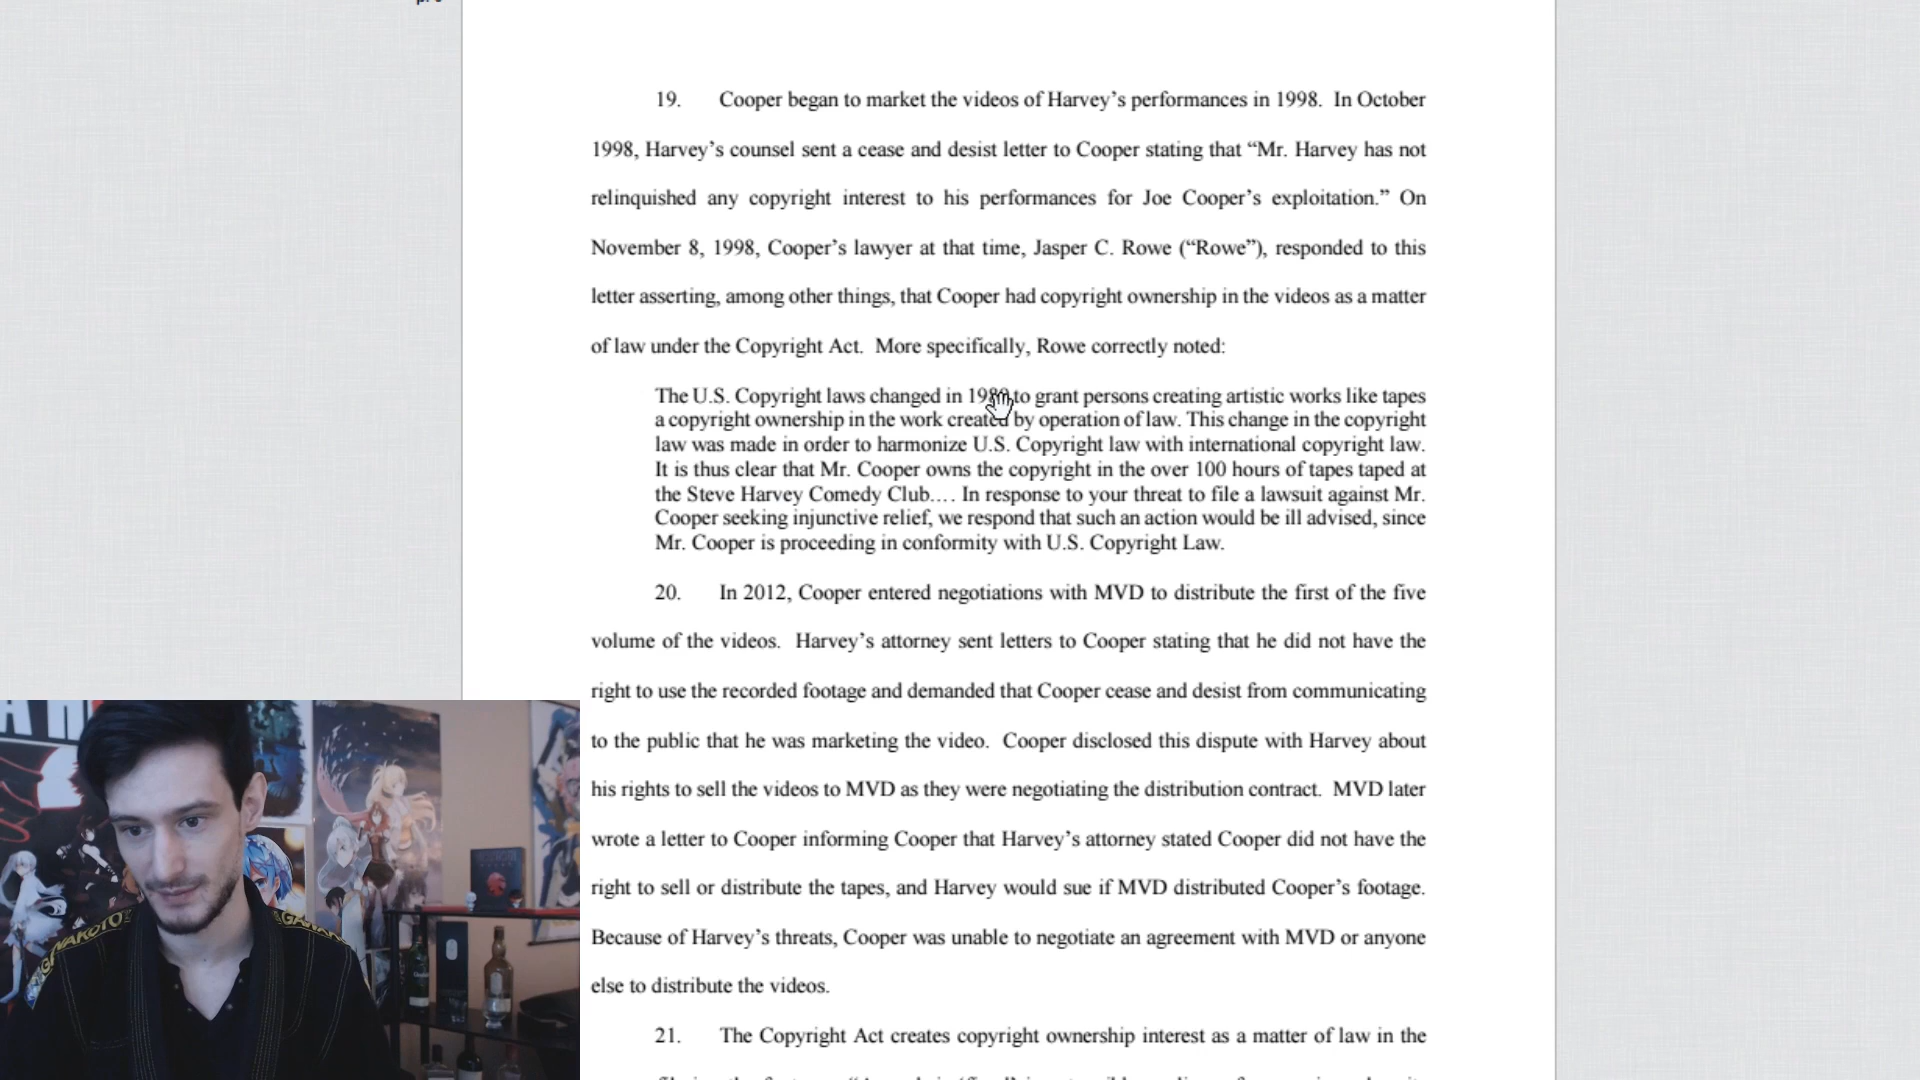 19. Cooper began to market the videos of Harvey’s performances in 1998. In October
1998, Harvey’s counsel sent a cease and desist letter to Cooper stating that “Mr. Harvey has not
relinquished any copyright interest to his performances for Joe Cooper’s exploitation.” On
November 8, 1998, Cooper’s lawyer at that time, Jasper C. Rowe (“Rowe”), responded to this
letter asserting, among other things, that Cooper had copyright ownership in the videos as a matter
of law under the Copyright Act. More specifically, Rowe correctly noted:
The U.S. Copyright laws changed in 1989 to grant persons creating artistic works like tapes
a copyright ownership in the work created by operation of law. This change in the copyright
law was made in order to harmonize U.S. Copyright law with international copyright law.
It is thus clear that Mr. Cooper owns the copyright in the over 100 hours of tapes taped at
the Steve Harvey Comedy Club…. In response to your threat to file a lawsuit against Mr.
Cooper seeking injunctive relief, we respond that such an action would be ill advised, since
Mr. Cooper is proceeding in conformity with U.S. Copyright Law.
20. In 2012, Cooper entered negotiations with MVD to distribute the first of the five
volume of the videos. Harvey’s attorney sent letters to Cooper stating that he did not have the
right to use the recorded footage and demanded that Cooper cease and desist from communicating
to the public that he was marketing the video. Cooper disclosed this dispute with Harvey about
his rights to sell the videos to MVD as they were negotiating the distribution contract. MVD later
wrote a letter to Cooper informing Cooper that Harvey’s attorney stated Cooper did not have the
right to sell or distribute the tapes, and Harvey would sue if MVD distributed Cooper’s footage.
Because of Harvey’s threats, Cooper was unable to negotiate an agreement with MVD or anyone
else to distribute the videos.
21. The Copyright Act creates copyright ownership interest as a matter of law in the